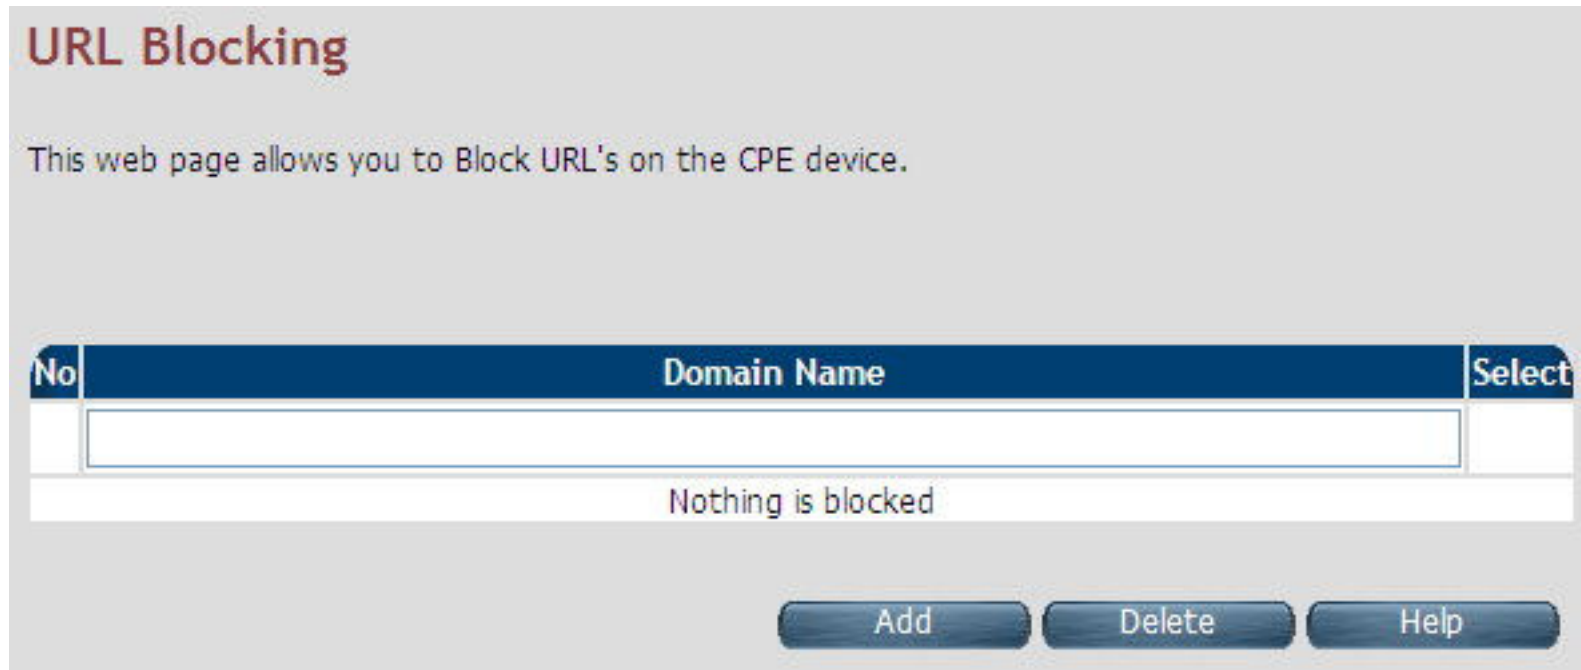 URL Blocking
This web page allows you to Block URL's on the CPE device.
No Domain Name Select
Nothing is blocked
Add Delete Help